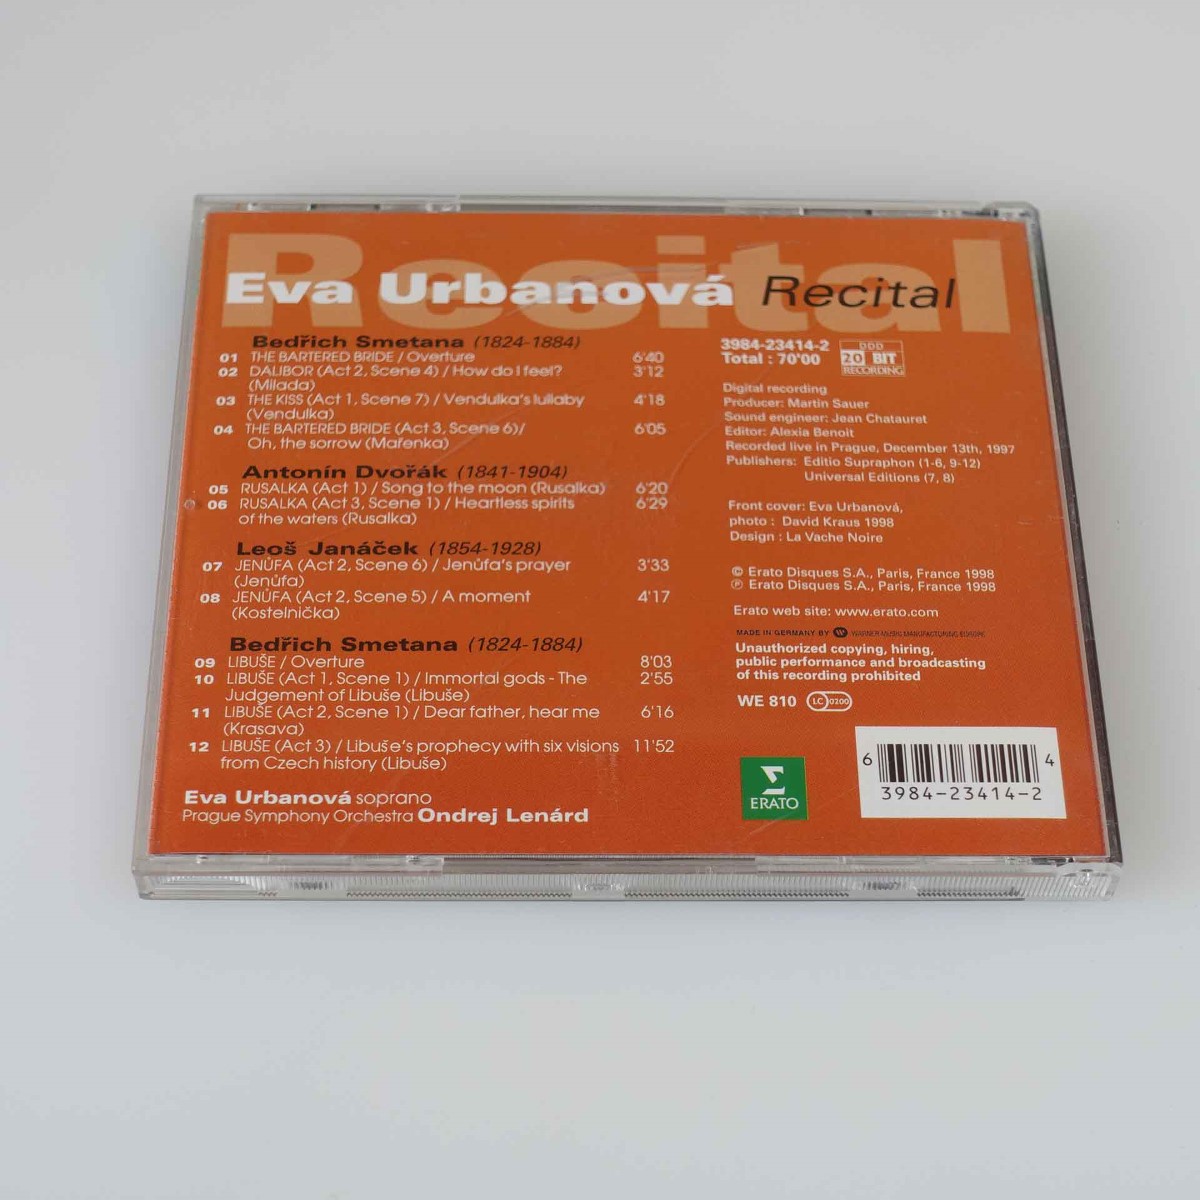 Recital
Eva Urbanová Recital
Bedřich Smetana (1824-1884)
01 THE BARTERED BRIDE / Overture 6'40
02 DALIBOR (Act 2, Scene 4) / How do I feel? 3'12
(Milada)
03 THE KISS (Act 1, Scene 7) / Vendulka's lullaby 4'18
(Vendulka)
04 THE BARTERED BRIDE (Act 3, Scene 6)/ 6'05
Oh, the sorrow (Mařenka)
Antonín Dvořák (1841-1904)
05 RUSALKA (Act 1) / Song to the moon (Rusalka) 6'20
06 RUSALKA (Act 3, Scene 1) / Heartless spirits 6'29
of the waters (Rusalka)
Leoš Janáček (1854-1928)
07 JENŮFA (Act 2, Scene 6) / Jenůfa's prayer 3'33
(Jenůfa)
08 JENŮFA (Act 2, Scene 5) / A moment 4'17
(Kostelnička)
Bedřich Smetana (1824-1884)
09 LIBUŠE / Overture 8'03
10 LIBUŠE (Act 1, Scene 1) / Immortal gods - The 2'55
Judgement of Libuše (Libuše)
11 LIBUŠE (Act 2, Scene 1) / Dear father, hear me 6'16
(Krasava)
12 LIBUŠE (Act 3) / Libuše's prophecy with six visions 11'52
from Czech history (Libuše)
Eva Urbanová soprano
Prague Symphony Orchestra Ondrej Lenárd
3984-23414-2
Total : 70'00
DDD
20 BIT
RECORDING
Digital recording
Producer: Martin Sauer
Sound engineer: Jean Chatauret
Editor: Alexia Benoit
Recorded live in Prague, December 13th, 1997
Publishers: Editio Supraphon (1-6, 9-12)
Universal Editions (7, 8)
Front cover: Eva Urbanová,
photo : David Kraus 1998
Design : La Vache Noire
© Erato Disques S.A., Paris, France 1998
℗ Erato Disques S.A., Paris, France 1998
Erato web site: www.erato.com
MADE IN GERMANY BY WARNER MUSIC MANUFACTURING EUROPE
Unauthorized copying, hiring,
public performance and broadcasting
of this recording prohibited
WE 810 LC 0200
ERATO
6 4
3984-23414-2